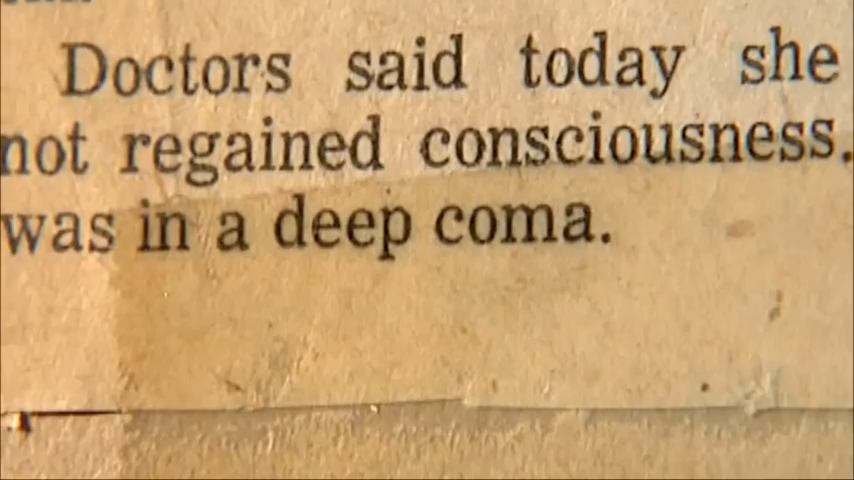 Doctors said today she
not regained consciousness.
was in a deep coma.